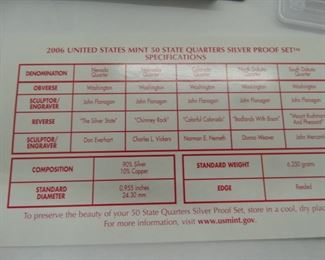 2006 UNITED STATES MINT 50 STATE QUARTERS SILVER PROOF SET™
SPECIFICATIONS
DENOMINATION Nevada Quarter Nebraska Quarter Colorado Quarter North Dakota Quarter South Dakota Quarter
OBVERSE Washington Washington Washington Washington Washington
SCULPTOR/ENGRAVER John Flanagan John Flanagan John Flanagan John Flanagan John Flanagan
REVERSE "The Silver State" "Chimney Rock" "Colorful Colorado" "Badlands With Bison" "Mount Rushmore And Pheasant"
SCULPTOR/ENGRAVER Don Everhart Charles L. Vickers Norman E. Nemeth Donna Weaver John Mercanti
COMPOSITION 90% Silver 10% Copper
STANDARD WEIGHT 6.250 grams
STANDARD DIAMETER 0.955 inches 24.30 mm
EDGE Reeded
To preserve the beauty of your 50 State Quarters Silver Proof Set, store in a cool, dry place.
For more information, visit www.usmint.gov.